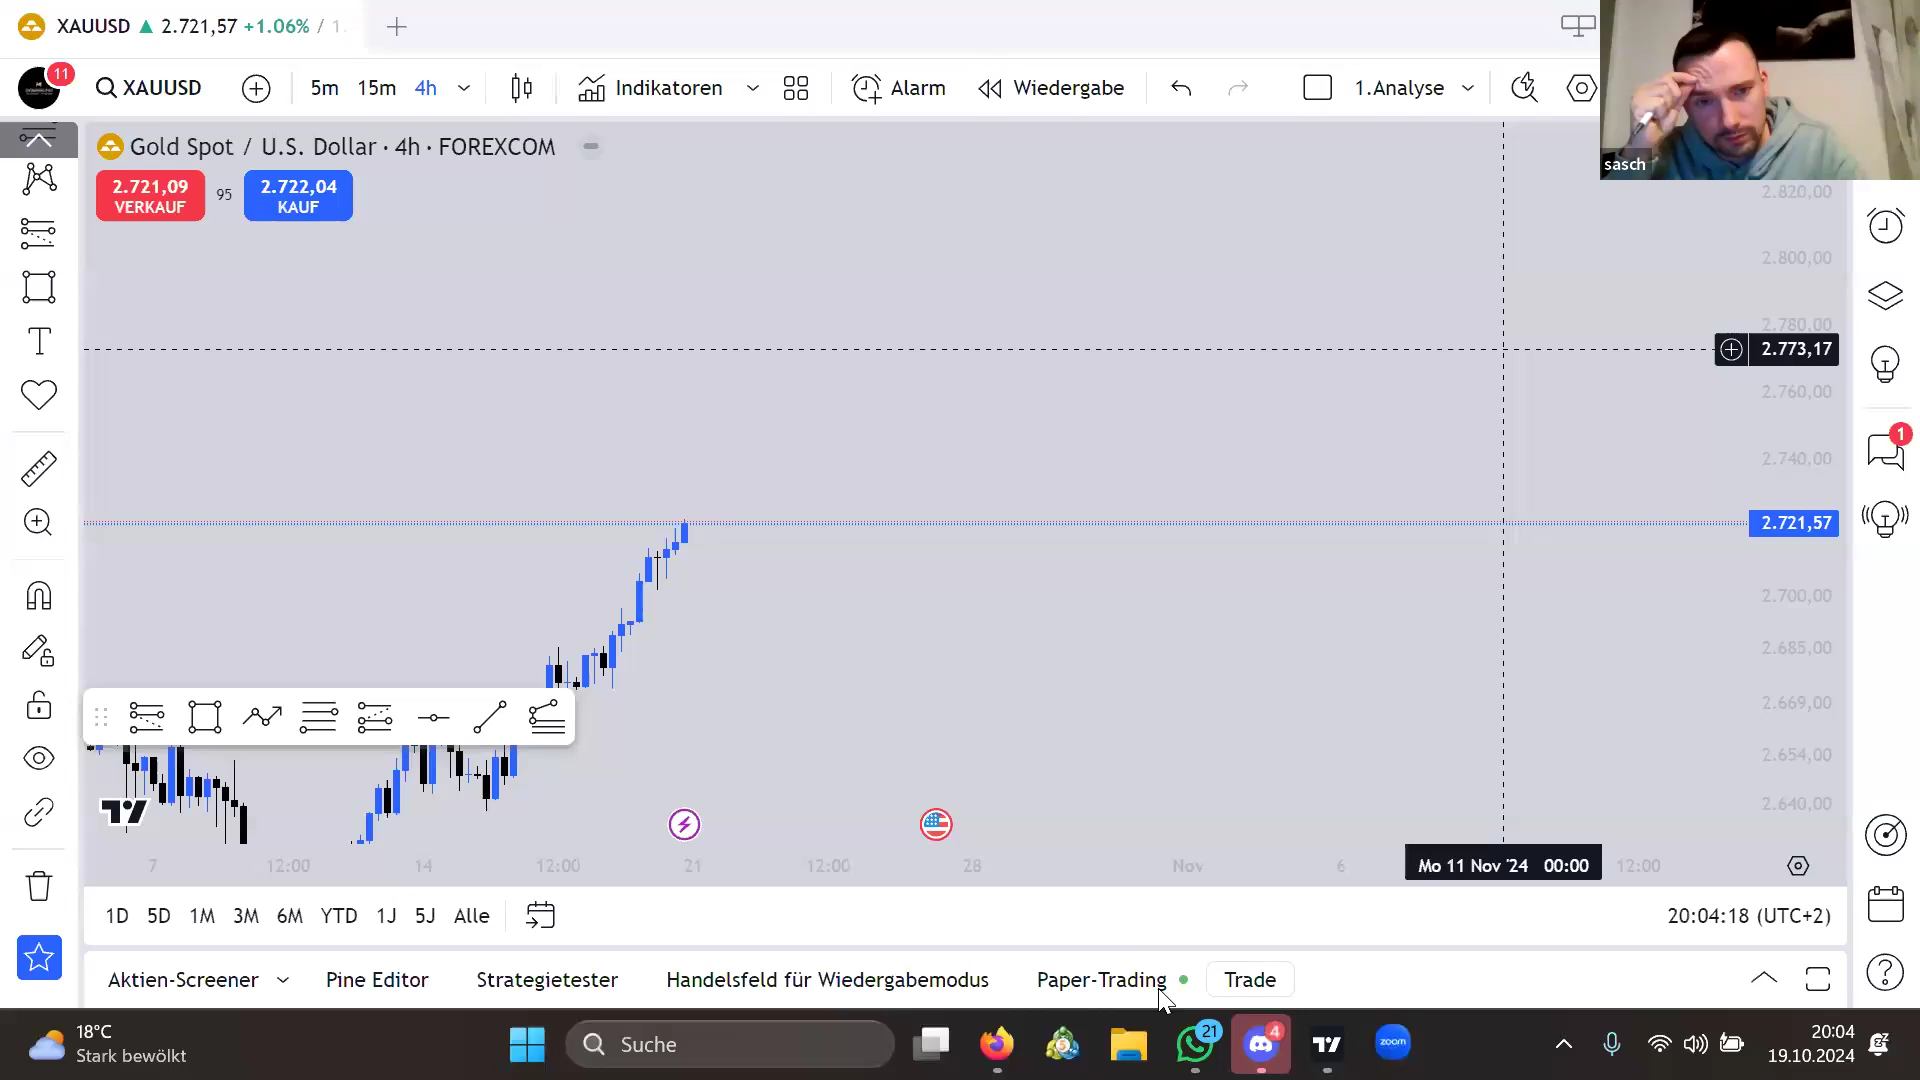 XAUUSD ▲ 2.721,57 +1.06% / 1.
11
XAUUSD
5m 15m 4h
Indikatoren
Alarm
Wiedergabe
1.Analyse
sasch
Gold Spot / U.S. Dollar · 4h · FOREXCOM
2.721,09
VERKAUF
95
2.722,04
KAUF
2.820,00
2.800,00
2.780,00
2.773,17
2.760,00
2.740,00
2.721,57
2.700,00
2.685,00
2.669,00
2.654,00
2.640,00
1
7 12:00 14 12:00 21 12:00 28 Nov 6 Mo 11 Nov '24 00:00 12:00
1D 5D 1M 3M 6M YTD 1J 5J Alle
20:04:18 (UTC+2)
Aktien-Screener Pine Editor Strategietester Handelsfeld für Wiedergabemodus Paper-Trading Trade
18°C
Stark bewölkt
Suche
21
4
zoom
20:04
19.10.2024